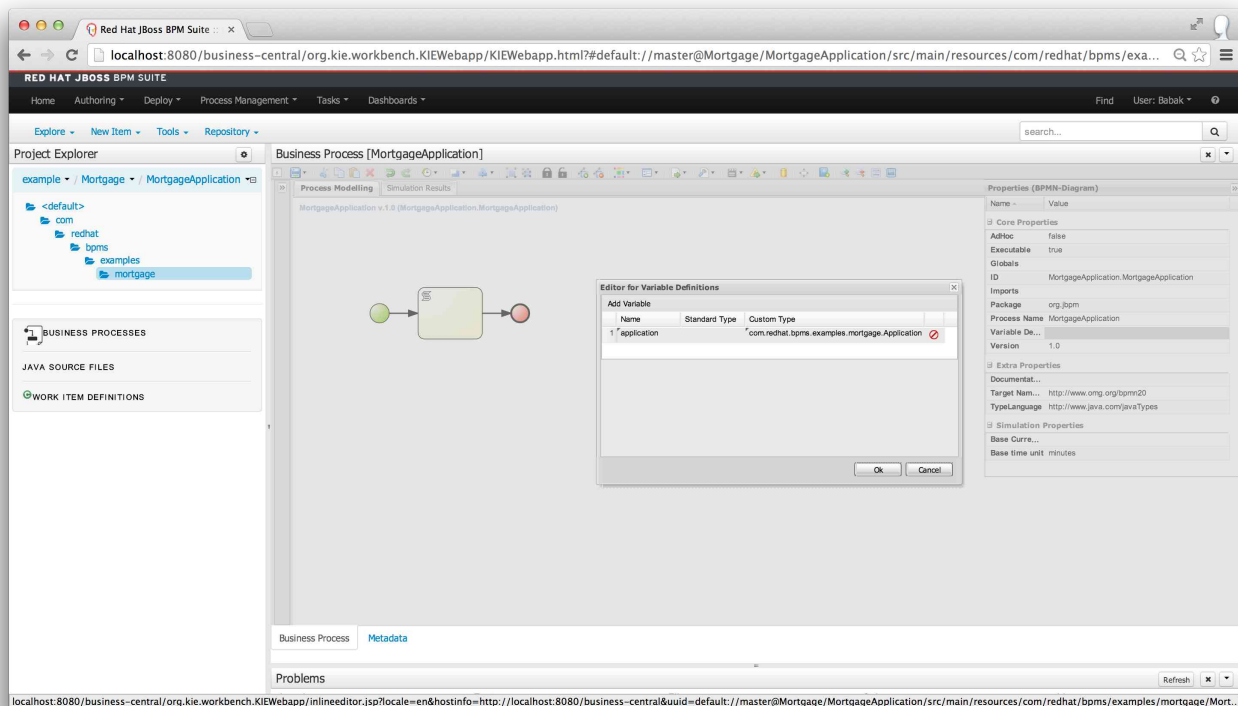 Red Hat JBoss BPM Suite ::
localhost:8080/business-central/org.kie.workbench.KIEWebapp/KIEWebapp.html?#default://master@Mortgage/MortgageApplication/src/main/resources/com/redhat/bpms/exa...
RED HAT JBOSS BPM SUITE
Home Authoring Deploy Process Management Tasks Dashboards Find User: Babak
Explore New Item Tools Repository search...
Project Explorer
Business Process [MortgageApplication]
example / Mortgage / MortgageApplication
<default>
com
redhat
bpms
examples
mortgage
BUSINESS PROCESSES
JAVA SOURCE FILES
WORK ITEM DEFINITIONS
Process Modelling Simulation Results
MortgageApplication v.1.0 (MortgageApplication.MortgageApplication)
Editor for Variable Definitions
Add Variable
Name Standard Type Custom Type
1 application com.redhat.bpms.examples.mortgage.Application
Ok Cancel
Properties (BPMN-Diagram)
Name Value
Core Properties
AdHoc false
Executable true
Globals
ID MortgageApplication.MortgageApplication
Imports
Package org.jbpm
Process Name MortgageApplication
Variable De...
Version 1.0
Extra Properties
Documentat...
Target Nam... http://www.omg.org/bpmn20
TypeLanguage http://www.java.com/javaTypes
Simulation Properties
Base Curre...
Base time unit minutes
Business Process Metadata
Problems Refresh
localhost:8080/business-central/org.kie.workbench.KIEWebapp/inlineeditor.jsp?locale=en&hostinfo=http://localhost:8080/business-central&uuid=default://master@Mortgage/MortgageApplication/src/main/resources/com/redhat/bpms/examples/mortgage/Mort...